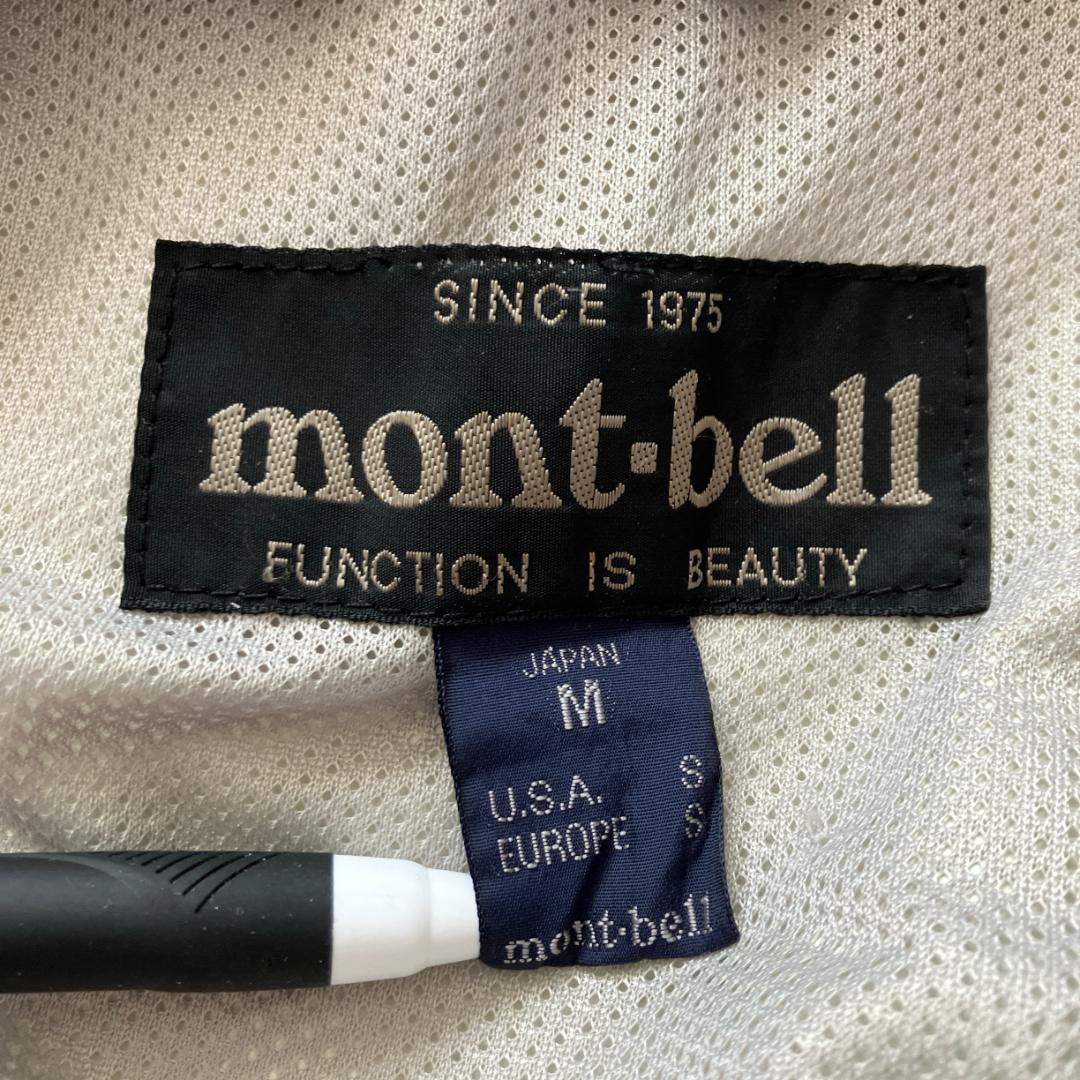 SINCE 1975
mont·bell
FUNCTION IS BEAUTY
JAPAN
M
U.S.A. S
EUROPE S
mont·bell